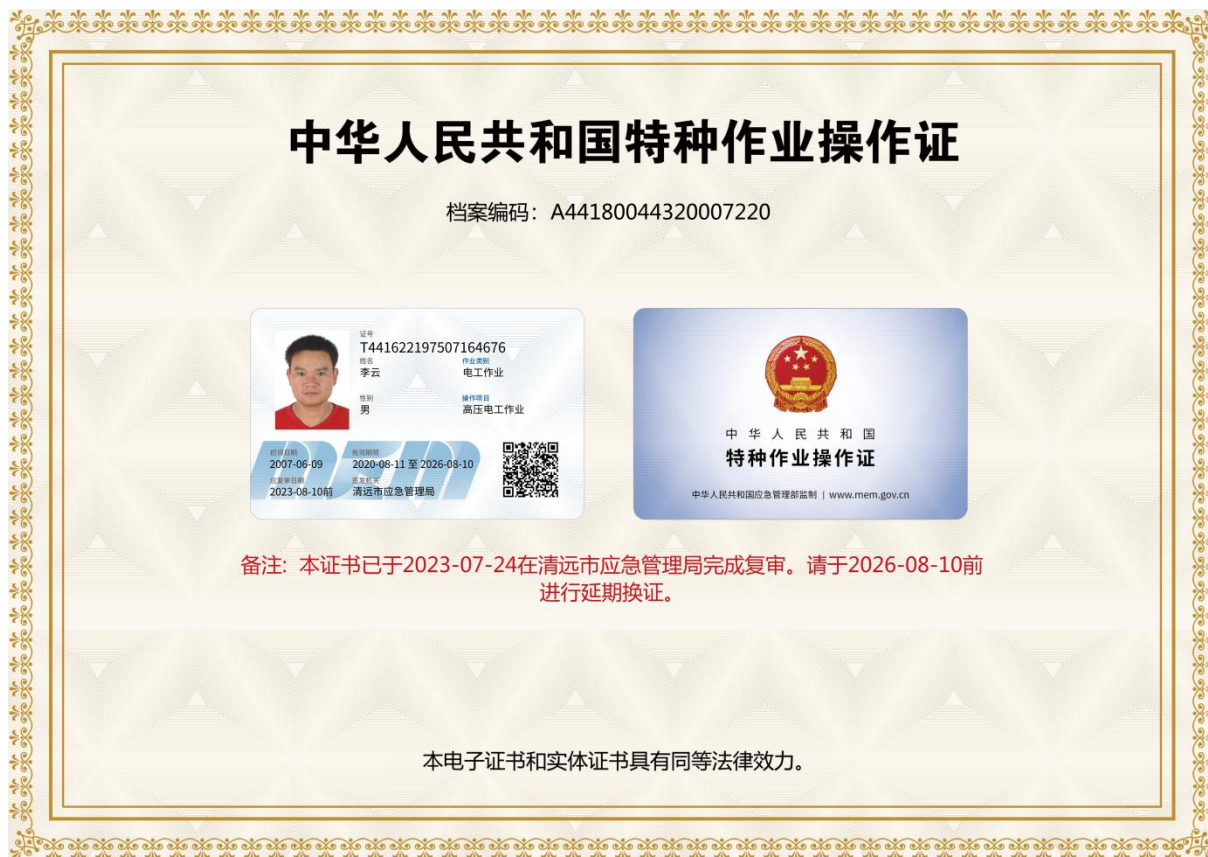 中华人民共和国特种作业操作证
档案编码：A44180044320007220
证号
T441622197507164676
姓名 作业类别
李云 电工作业
性别 操作项目
男 高压电工作业
初领日期 有效期限
2007-06-09 2020-08-11 至 2026-08-10
应复审日期 签发机关
2023-08-10前 清远市应急管理局
MEM
中华人民共和国
特种作业操作证
中华人民共和国应急管理部监制 | www.mem.gov.cn
备注: 本证书已于2023-07-24在清远市应急管理局完成复审。请于2026-08-10前
进行延期换证。
本电子证书和实体证书具有同等法律效力。